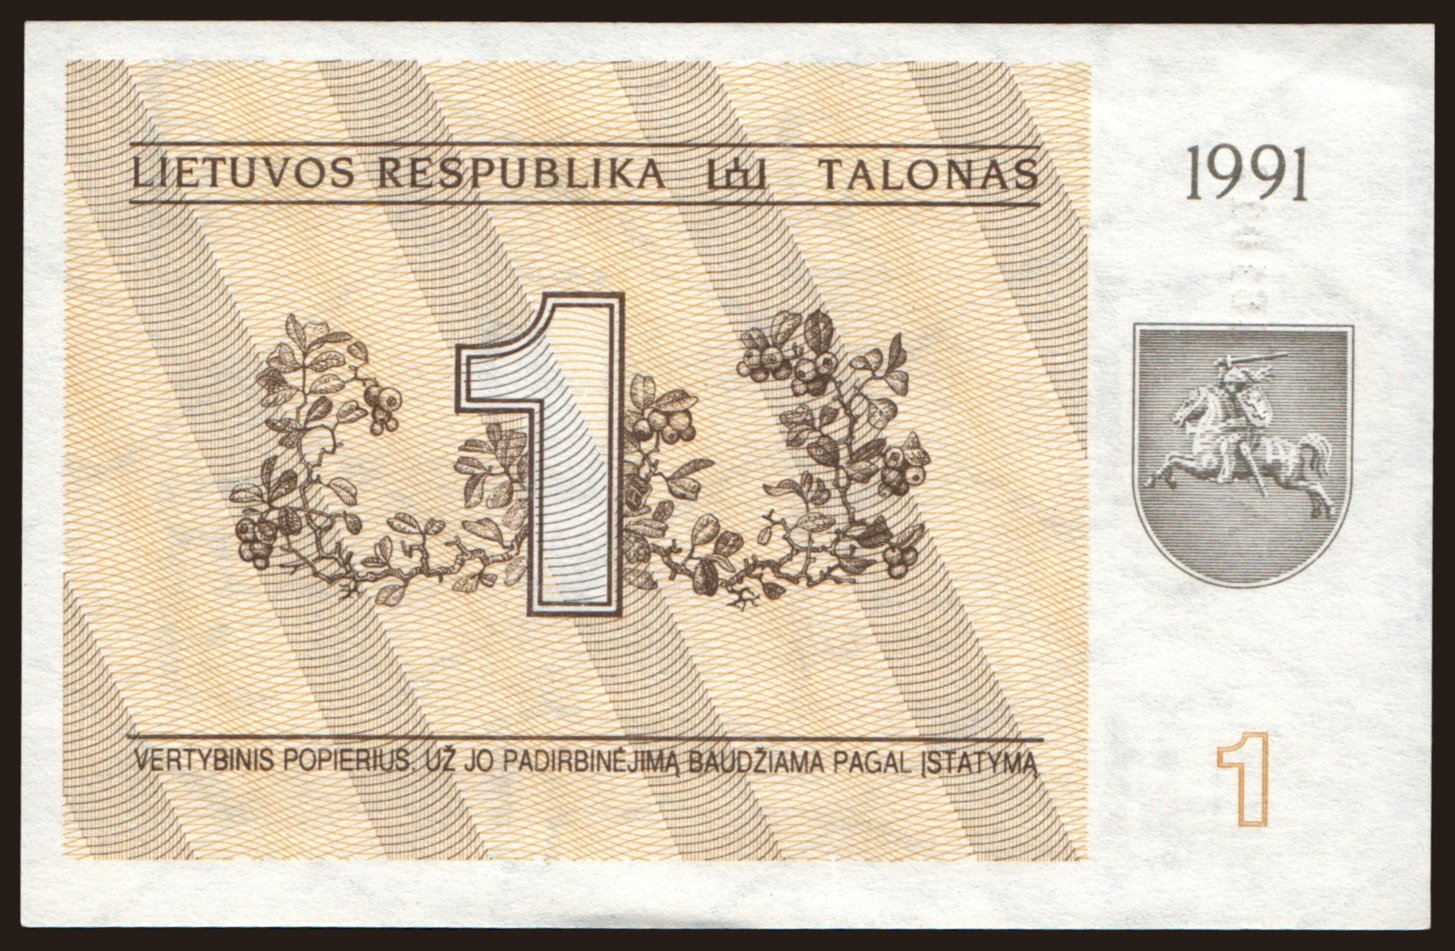 LIETUVOS RESPUBLIKA TALONAS
1991
1
VERTYBINIS POPIERIUS. UŽ JO PADIRBINĖJIMĄ BAUDŽIAMA PAGAL ĮSTATYMĄ
1